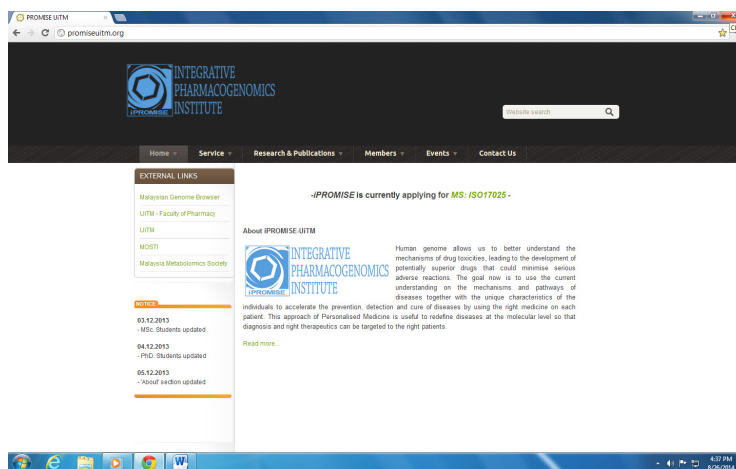 PROMISE UiTM
promiseuitm.org
INTEGRATIVE
PHARMACOGENOMICS
INSTITUTE
iPROMISE
Website search
Home Service Research & Publications Members Events Contact Us
EXTERNAL LINKS
Malaysian Genome Browser
UiTM - Faculty of Pharmacy
UiTM
MOSTI
Malaysia Metabolomics Society
NOTICE
03.12.2013
- MSc. Students updated
04.12.2013
- PhD. Students updated
05.12.2013
- 'About' section updated
-iPROMISE is currently applying for MS: ISO17025 -
About iPROMISE-UiTM
INTEGRATIVE
PHARMACOGENOMICS
INSTITUTE
iPROMISE
Human genome allows us to better understand the
mechanisms of drug toxicities, leading to the development of
potentially superior drugs that could minimise serious
adverse reactions. The goal now is to use the current
understanding on the mechanisms and pathways of
diseases together with the unique characteristics of the
individuals to accelerate the prevention, detection and cure of diseases by using the right medicine on each
patient. This approach of Personalised Medicine is useful to redefine diseases at the molecular level so that
diagnosis and right therapeutics can be targeted to the right patients.
Read more...
4:37 PM
8/26/2014